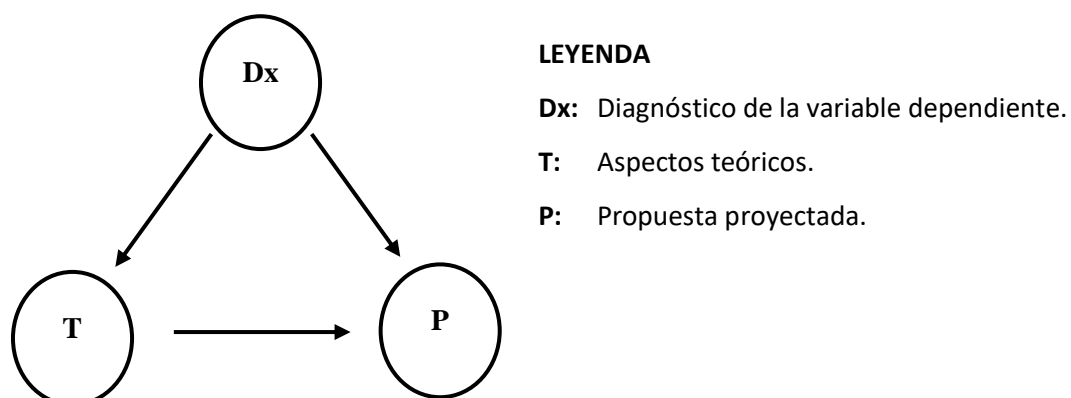 Dx
LEYENDA
Dx: Diagnóstico de la variable dependiente.
T: Aspectos teóricos.
P: Propuesta proyectada.
T
P